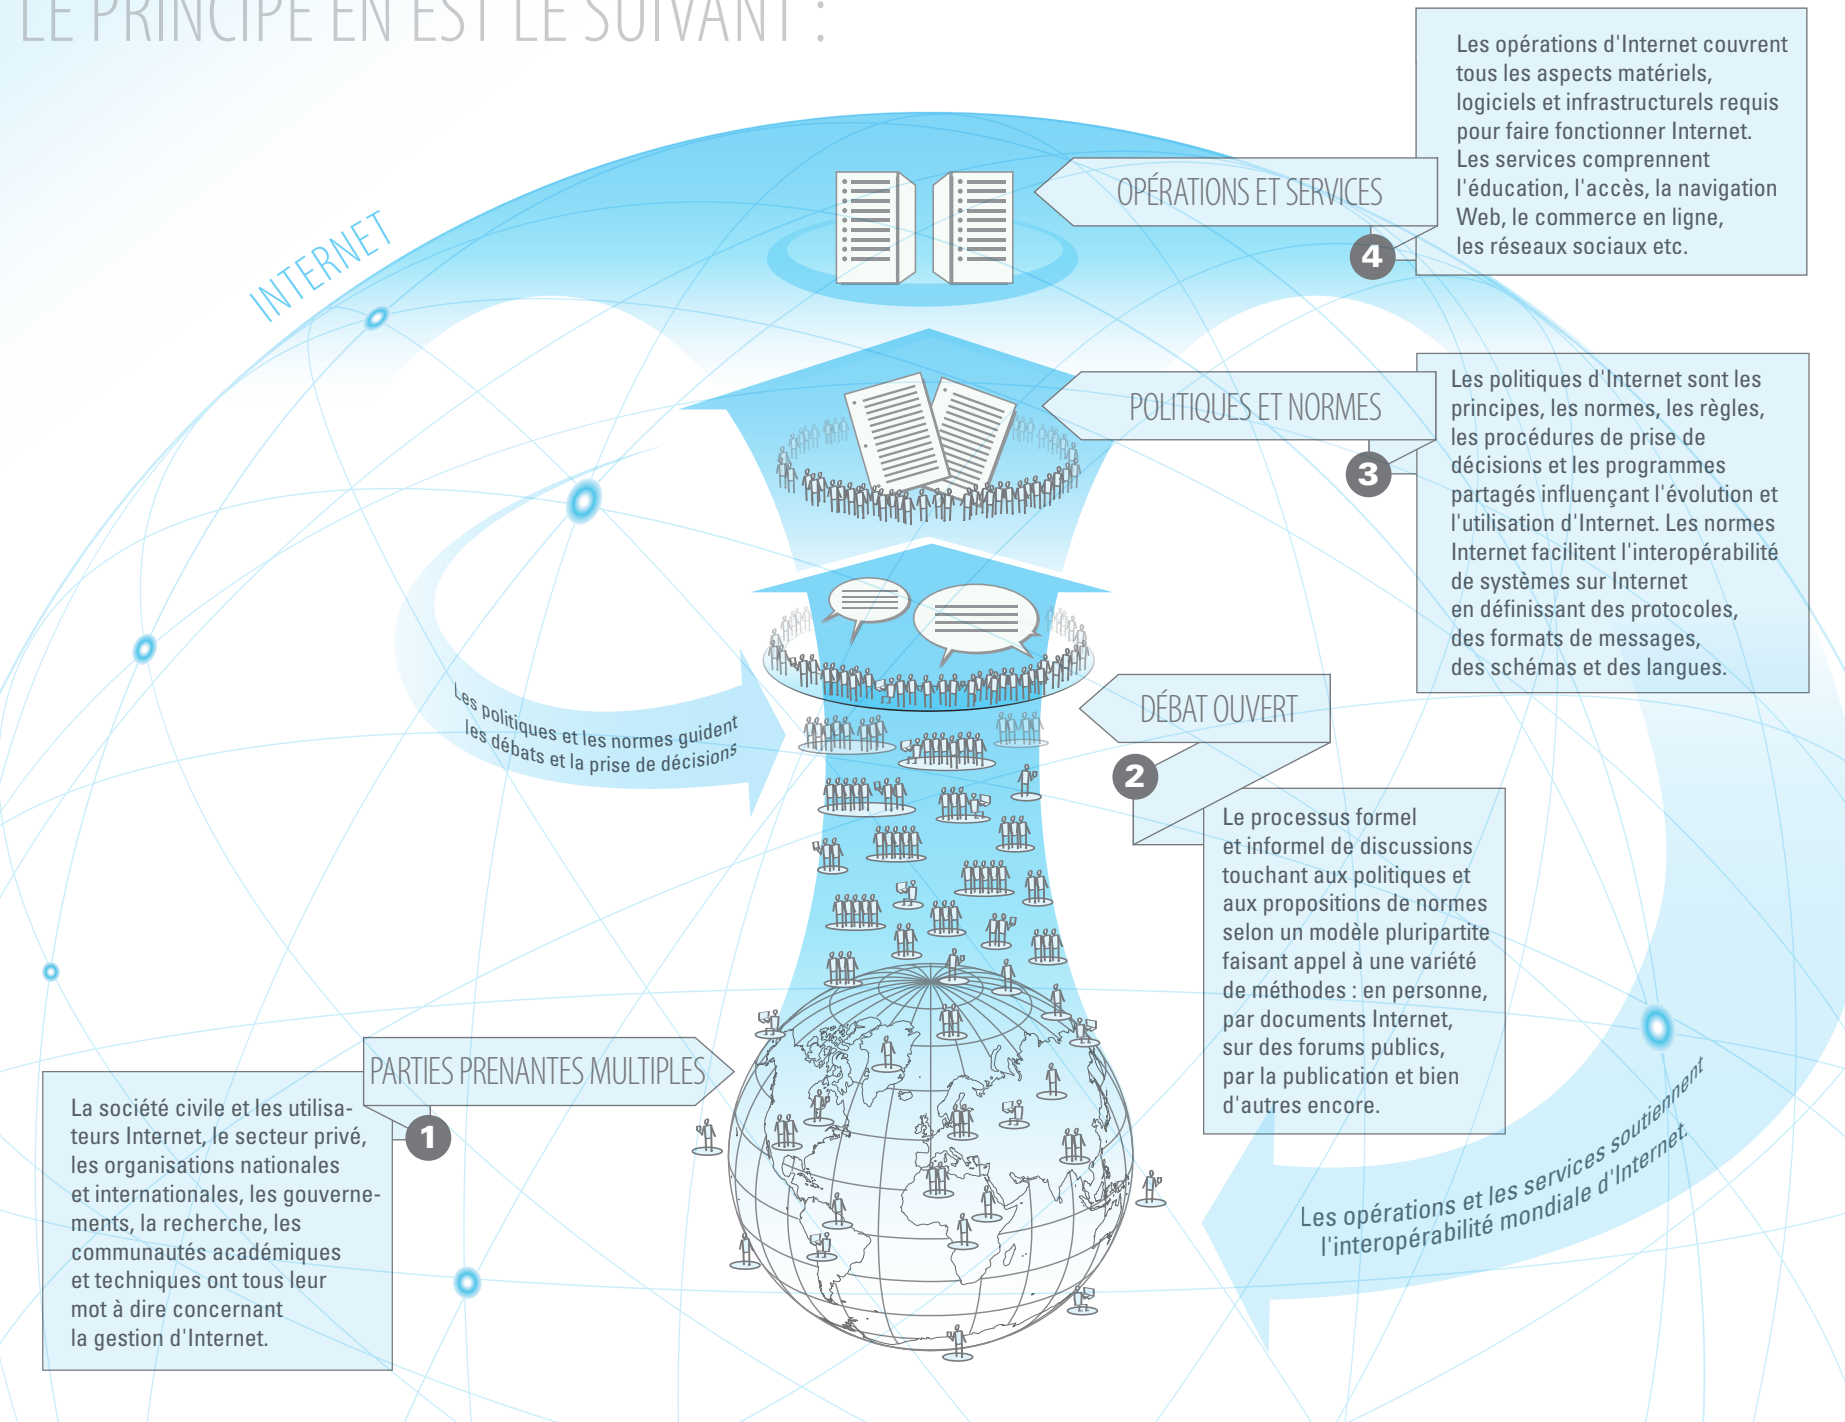 LE PRINCIPE EN EST LE SUIVANT :
INTERNET
OPÉRATIONS ET SERVICES
4
Les opérations d'Internet couvrent
tous les aspects matériels,
logiciels et infrastructurels requis
pour faire fonctionner Internet.
Les services comprennent
l'éducation, l'accès, la navigation
Web, le commerce en ligne,
les réseaux sociaux etc.
POLITIQUES ET NORMES
3
Les politiques d'Internet sont les
principes, les normes, les règles,
les procédures de prise de
décisions et les programmes
partagés influençant l'évolution et
l'utilisation d'Internet. Les normes
Internet facilitent l'interopérabilité
de systèmes sur Internet
en définissant des protocoles,
des formats de messages,
des schémas et des langues.
Les politiques et les normes guident
les débats et la prise de décisions
DÉBAT OUVERT
2
Le processus formel
et informel de discussions
touchant aux politiques et
aux propositions de normes
selon un modèle pluripartite
faisant appel à une variété
de méthodes : en personne,
par documents Internet,
sur des forums publics,
par la publication et bien
d'autres encore.
PARTIES PRENANTES MULTIPLES
1
La société civile et les utilisa-
teurs Internet, le secteur privé,
les organisations nationales
et internationales, les gouverne-
ments, la recherche, les
communautés académiques
et techniques ont tous leur
mot à dire concernant
la gestion d'Internet.
Les opérations et les services soutiennent
l'interopérabilité mondiale d'Internet.